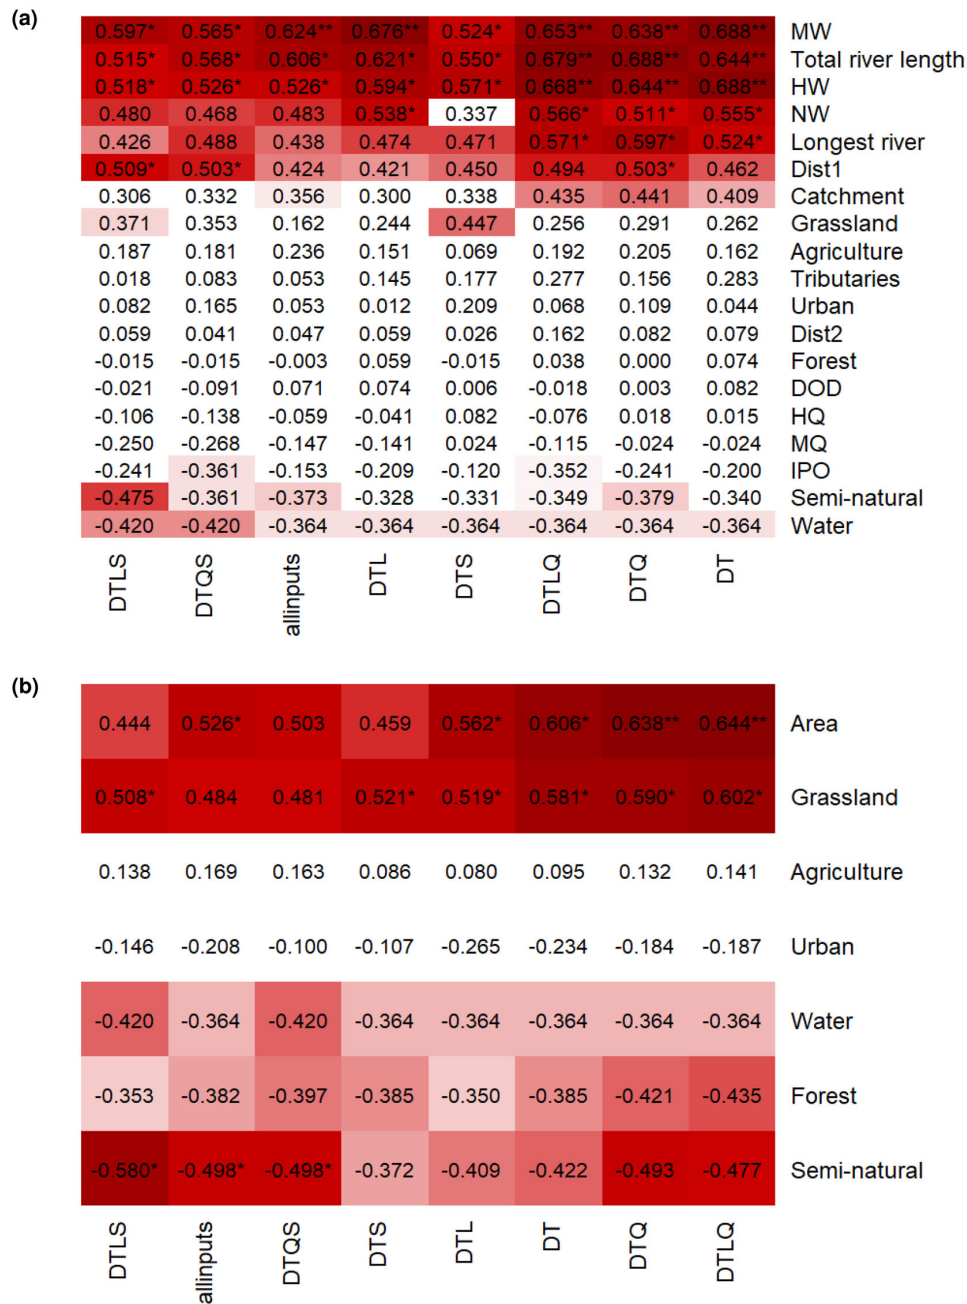 (a)
0.597* 0.565* 0.624** 0.676** 0.524* 0.653** 0.638** 0.688** MW
0.515* 0.568* 0.606* 0.621* 0.550* 0.679** 0.688** 0.644** Total river length
0.518* 0.526* 0.526* 0.594* 0.571* 0.668** 0.644** 0.688** HW
0.480 0.468 0.483 0.538* 0.337 0.566* 0.511* 0.555* NW
0.426 0.488 0.438 0.474 0.471 0.571* 0.597* 0.524* Longest river
0.509* 0.503* 0.424 0.421 0.450 0.494 0.503* 0.462 Dist1
0.306 0.332 0.356 0.300 0.338 0.435 0.441 0.409 Catchment
0.371 0.353 0.162 0.244 0.447 0.256 0.291 0.262 Grassland
0.187 0.181 0.236 0.151 0.069 0.192 0.205 0.162 Agriculture
0.018 0.083 0.053 0.145 0.177 0.277 0.156 0.283 Tributaries
0.082 0.165 0.053 0.012 0.209 0.068 0.109 0.044 Urban
0.059 0.041 0.047 0.059 0.026 0.162 0.082 0.079 Dist2
-0.015 -0.015 -0.003 0.059 -0.015 0.038 0.000 0.074 Forest
-0.021 -0.091 0.071 0.074 0.006 -0.018 0.003 0.082 DOD
-0.106 -0.138 -0.059 -0.041 0.082 -0.076 0.018 0.015 HQ
-0.250 -0.268 -0.147 -0.141 0.024 -0.115 -0.024 -0.024 MQ
-0.241 -0.361 -0.153 -0.209 -0.120 -0.352 -0.241 -0.200 IPO
-0.475 -0.361 -0.373 -0.328 -0.331 -0.349 -0.379 -0.340 Semi-natural
-0.420 -0.420 -0.364 -0.364 -0.364 -0.364 -0.364 -0.364 Water
DTLS DTQS allinputs DTL DTS DTLQ DTQ DT
(b)
0.444 0.526* 0.503 0.459 0.562* 0.606* 0.638** 0.644** Area
0.508* 0.484 0.481 0.521* 0.519* 0.581* 0.590* 0.602* Grassland
0.138 0.169 0.163 0.086 0.080 0.095 0.132 0.141 Agriculture
-0.146 -0.208 -0.100 -0.107 -0.265 -0.234 -0.184 -0.187 Urban
-0.420 -0.364 -0.420 -0.364 -0.364 -0.364 -0.364 -0.364 Water
-0.353 -0.382 -0.397 -0.385 -0.350 -0.385 -0.421 -0.435 Forest
-0.580* -0.498* -0.498* -0.372 -0.409 -0.422 -0.493 -0.477 Semi-natural
DTLS allinputs DTQS DTS DTL DT DTQ DTLQ